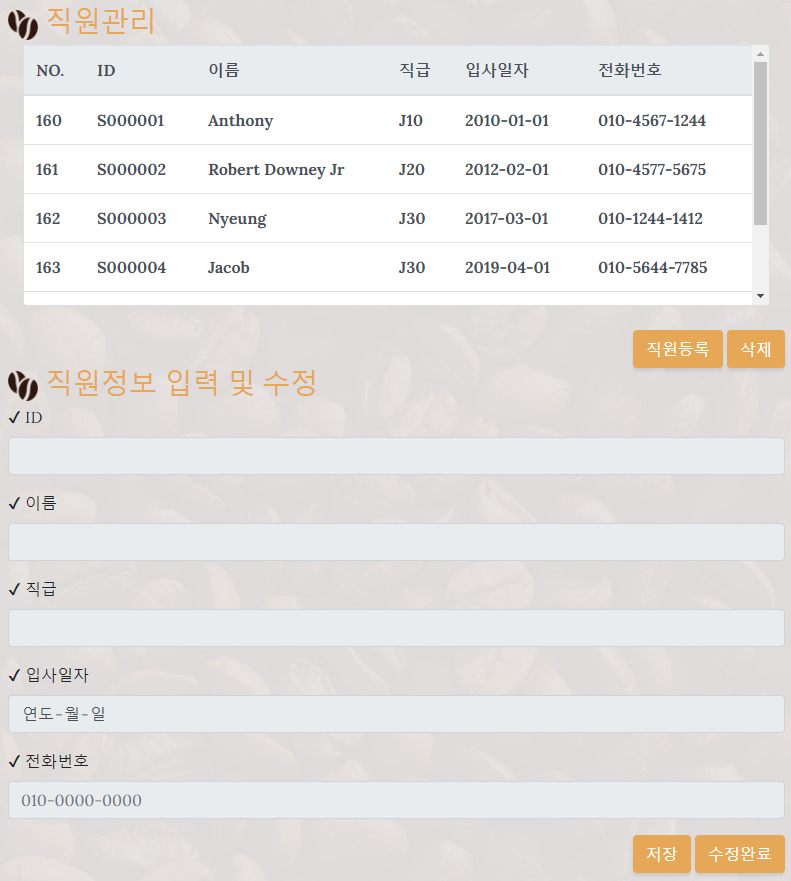 직원관리
NO. ID 이름 직급 입사일자 전화번호
160 S000001 Anthony J10 2010-01-01 010-4567-1244
161 S000002 Robert Downey Jr J20 2012-02-01 010-4577-5675
162 S000003 Nyeung J30 2017-03-01 010-1244-1412
163 S000004 Jacob J30 2019-04-01 010-5644-7785
직원등록 삭제
직원정보 입력 및 수정
✓ ID
✓ 이름
✓ 직급
✓ 입사일자
연도-월-일
✓ 전화번호
010-0000-0000
저장 수정완료